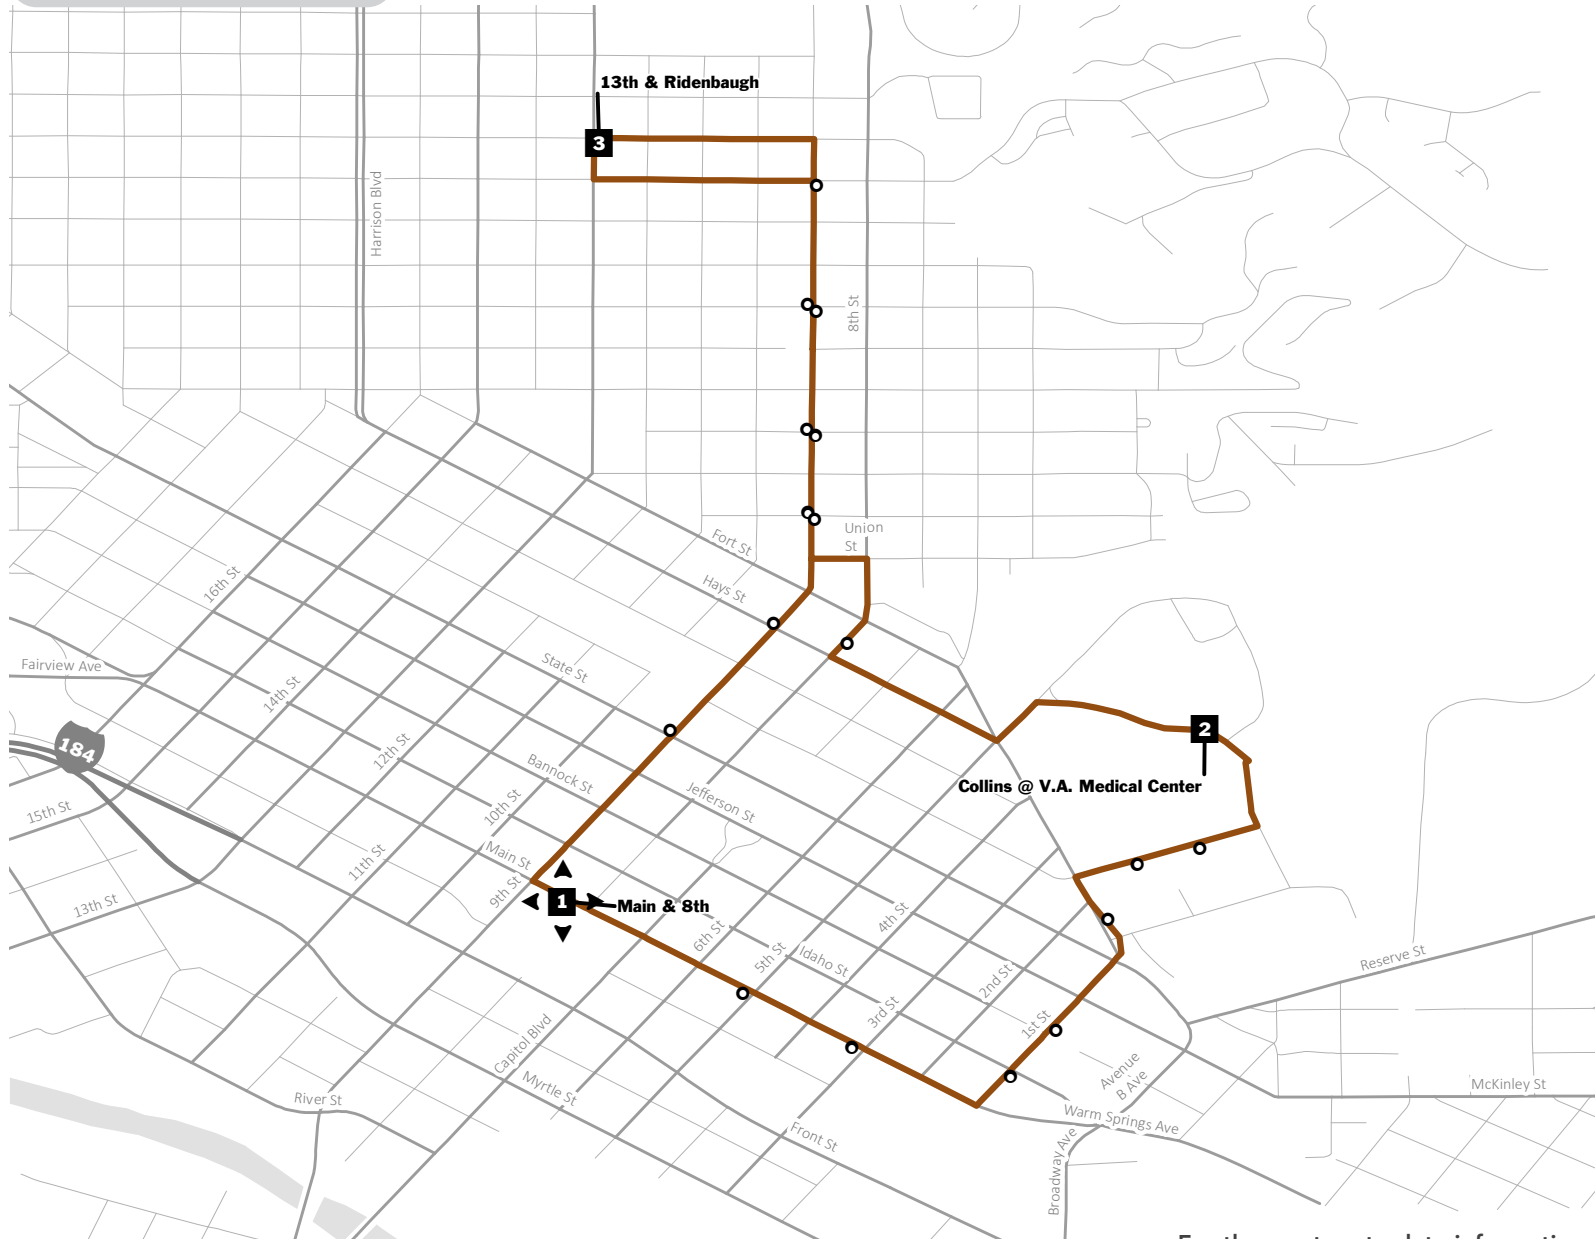 13th & Ridenbaugh
3
Harrison Blvd
8th St
Union
St
Fort St
Hays St
16th St
State St
Fairview Ave
14th St
2
184
12th St
Bannock St
Collins @ V.A. Medical Center
Jefferson St
10th St
15th St
Main St
11th St
9th St
1
Main & 8th
13th St
4th St
6th St
5th St
Idaho St
Reserve St
2nd St
3rd St
1st St
Capitol Blvd
Avenue
B Ave
Myrtle St
McKinley St
River St
Warm Springs Ave
Front St
Broadway Ave